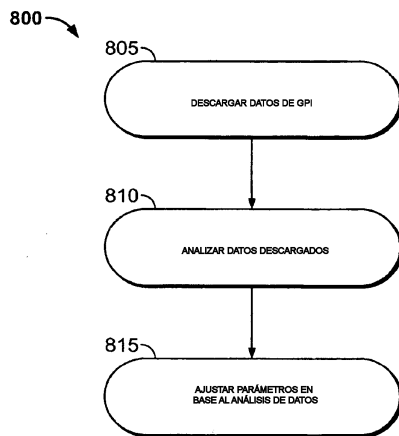 800
805
DESCARGAR DATOS DE GPI
810
ANALIZAR DATOS DESCARGADOS
815
AJUSTAR PARÁMETROS EN
BASE AL ANÁLISIS DE DATOS